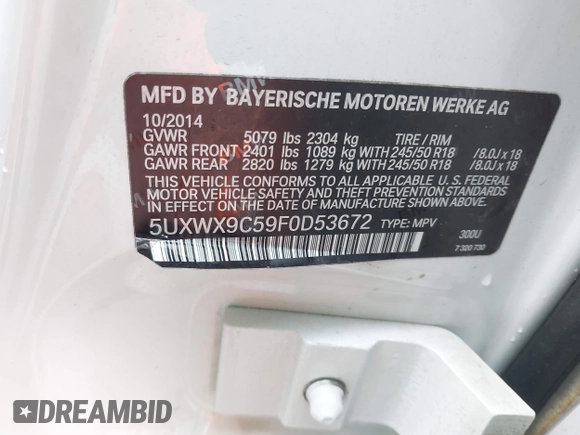 MFD BY BAYERISCHE MOTOREN WERKE AG
10/2014
GVWR 5079 lbs 2304 kg TIRE / RIM
GAWR FRONT 2401 lbs 1089 kg WITH 245/50 R18 /8.0J x 18
GAWR REAR 2820 lbs 1279 kg WITH 245/50 R18 /8.0J x 18
THIS VEHICLE CONFORMS TO ALL APPLICABLE U.S. FEDERAL
MOTOR VEHICLE SAFETY AND THEFT PREVENTION STANDARDS
IN EFFECT ON THE DATE OF MANUFACTURE SHOWN ABOVE.
5UXWX9C59F0D53672 TYPE: MPV
300U
7 320 730
DREAMBID